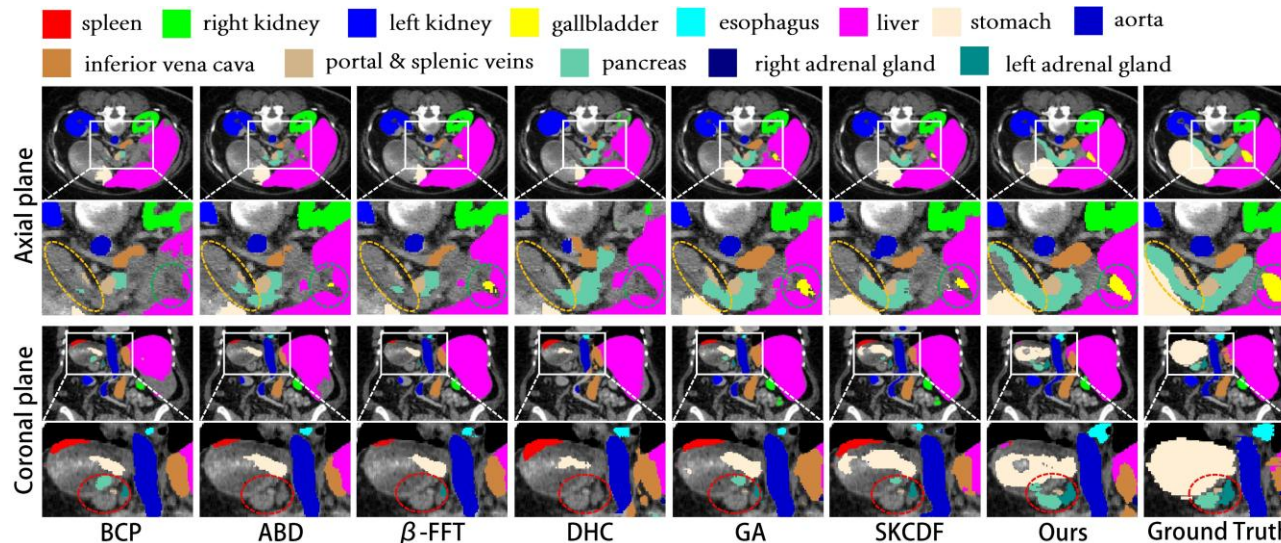 spleen right kidney left kidney gallbladder esophagus liver stomach aorta
inferior vena cava portal & splenic veins pancreas right adrenal gland left adrenal gland
Axial plane
Coronal plane
BCP ABD β-FFT DHC GA SKCDF Ours Ground Truth